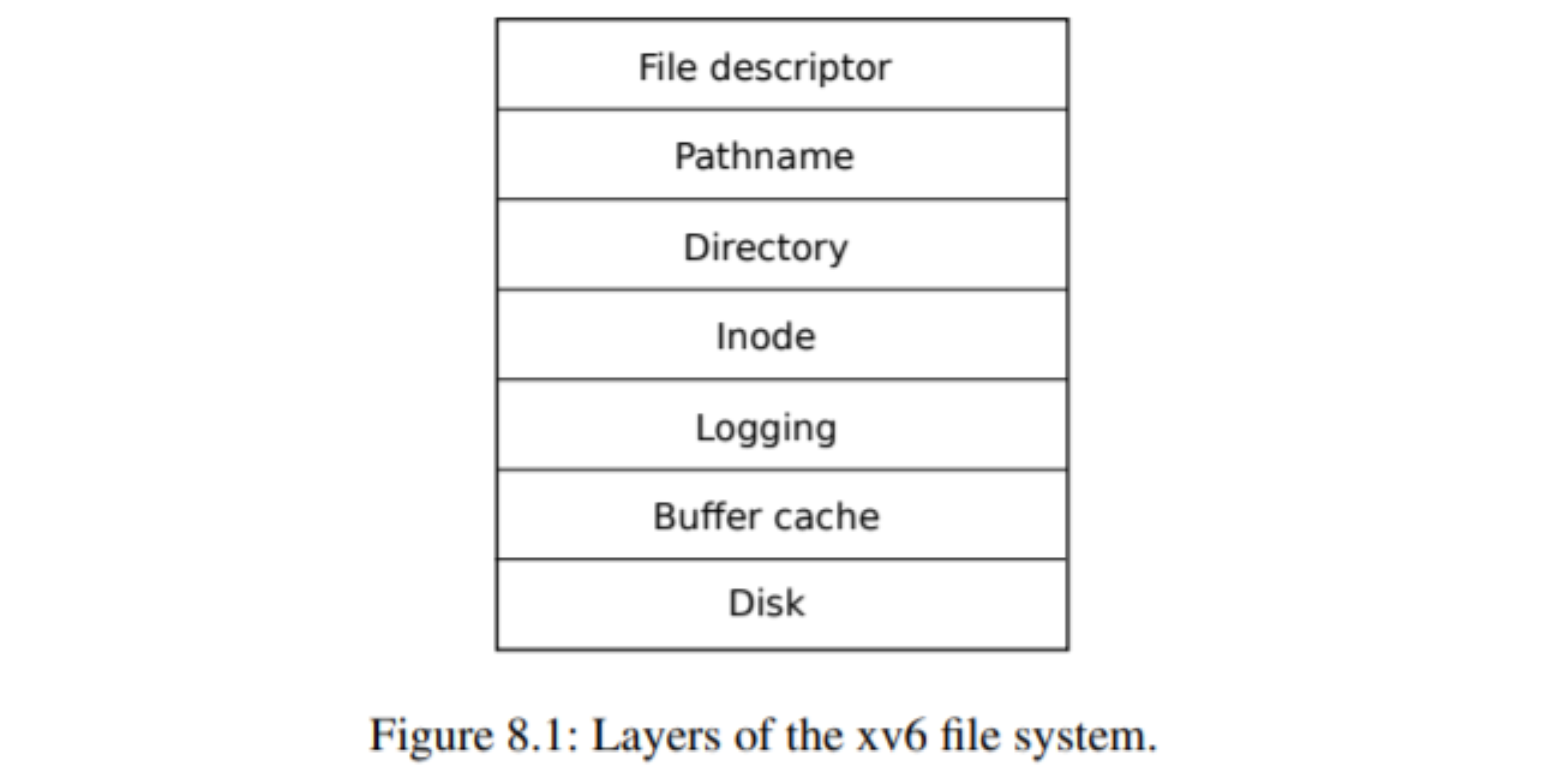 File descriptor
Pathname
Directory
Inode
Logging
Buffer cache
Disk
Figure 8.1: Layers of the xv6 file system.